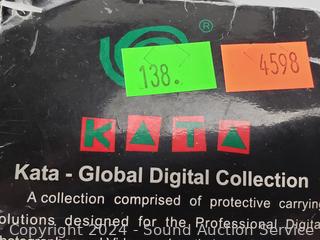 ®
138.
4598
KATA
Kata - Global Digital Collection
A collection comprised of protective carrying
solutions designed for the Professional Digita
Copyright 2024 - Sound Auction Service